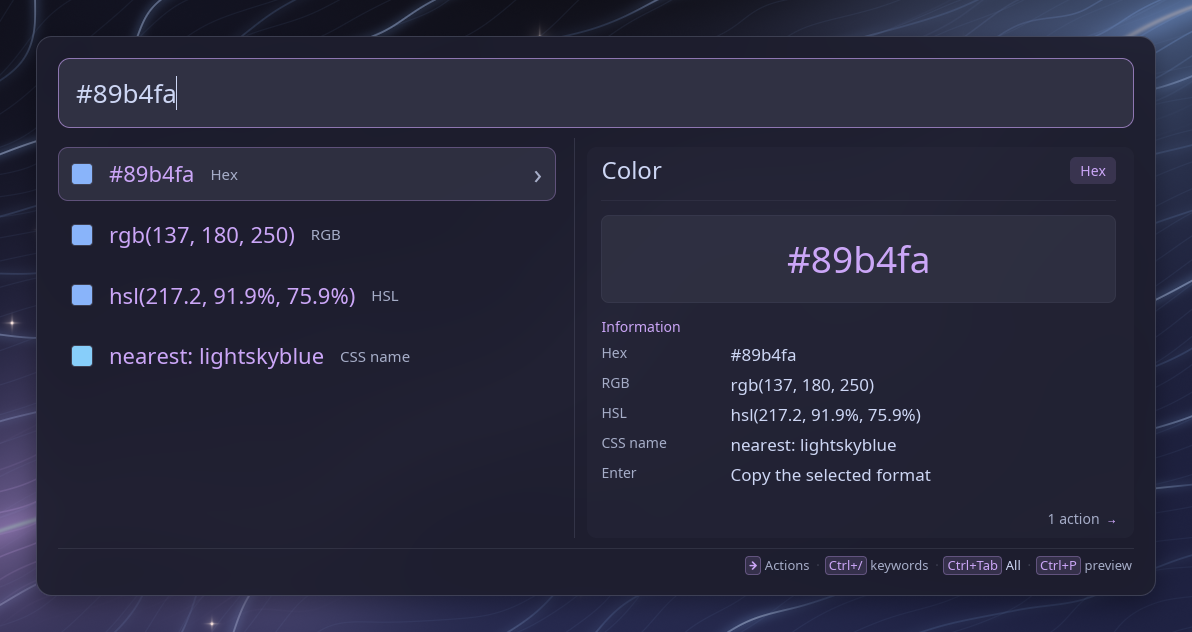 #89b4fa
#89b4fa Hex
rgb(137, 180, 250) RGB
hsl(217.2, 91.9%, 75.9%) HSL
nearest: lightskyblue CSS name
Color Hex
#89b4fa
Information
Hex #89b4fa
RGB rgb(137, 180, 250)
HSL hsl(217.2, 91.9%, 75.9%)
CSS name nearest: lightskyblue
Enter Copy the selected format
1 action →
→ Actions · Ctrl+/ keywords · Ctrl+Tab All · Ctrl+P preview